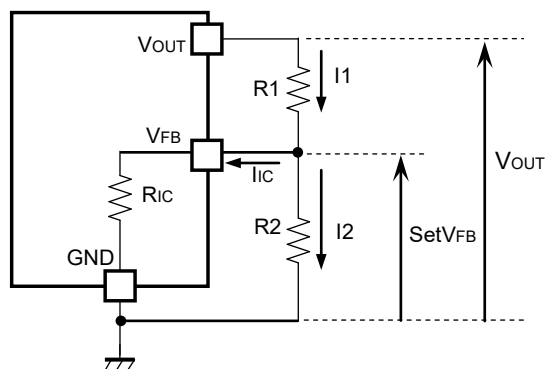 VOUT
R1
I1
VFB
IIC
VOUT
RIC
R2
I2
SetVFB
GND